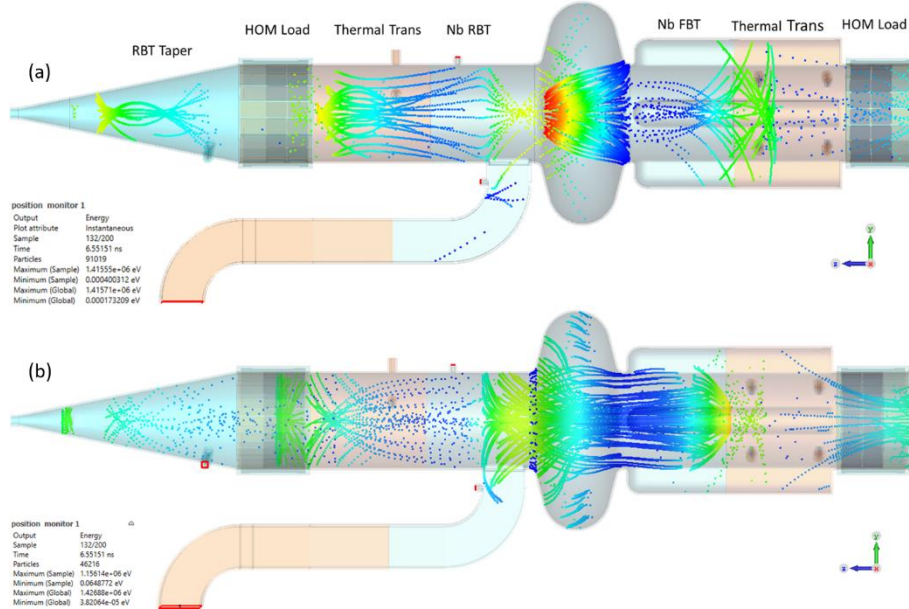 RBT Taper
HOM Load
Thermal Trans
Nb RBT
Nb FBT
Thermal Trans
HOM Load
(a)
position monitor 1
Output Energy
Plot attribute Instantaneous
Sample 132/200
Time 6.55151 ns
Particles 91019
Maximum (Sample) 1.41555e+06 eV
Minimum (Sample) 0.000400312 eV
Maximum (Global) 1.41571e+06 eV
Minimum (Global) 0.000173209 eV
y
z
x
(b)
position monitor 1
Output Energy
Sample 132/200
Time 6.55151 ns
Particles 46216
Maximum (Sample) 1.15614e+06 eV
Minimum (Sample) 0.0648772 eV
Maximum (Global) 1.42688e+06 eV
Minimum (Global) 3.82064e-05 eV
y
z
x